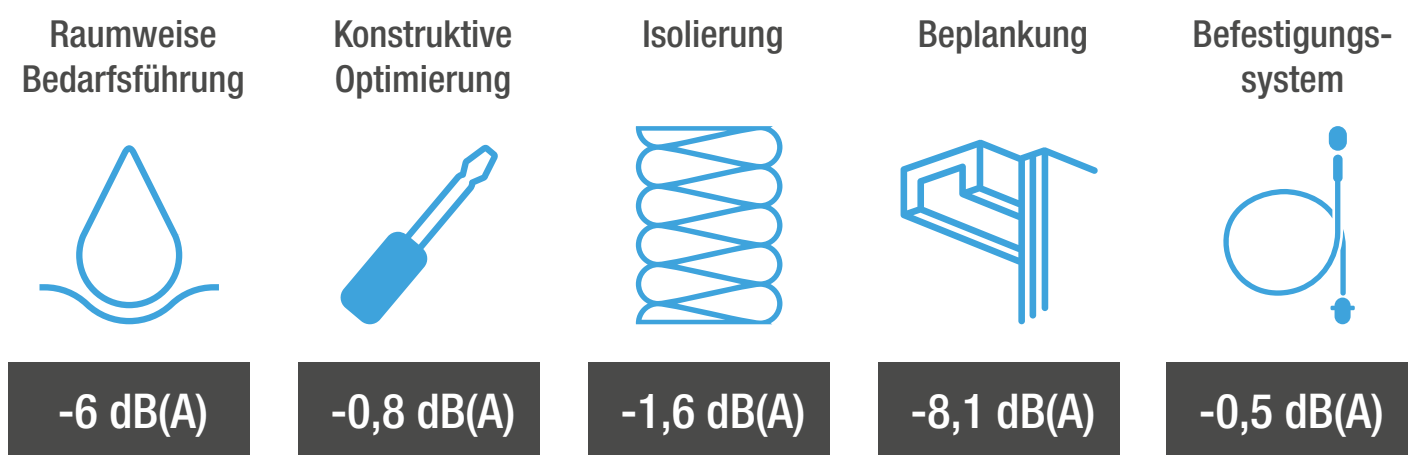 Raumweise
Bedarfsführung
Konstruktive
Optimierung
Isolierung
Beplankung
Befestigungs-
system
-6 dB(A)
-0,8 dB(A)
-1,6 dB(A)
-8,1 dB(A)
-0,5 dB(A)